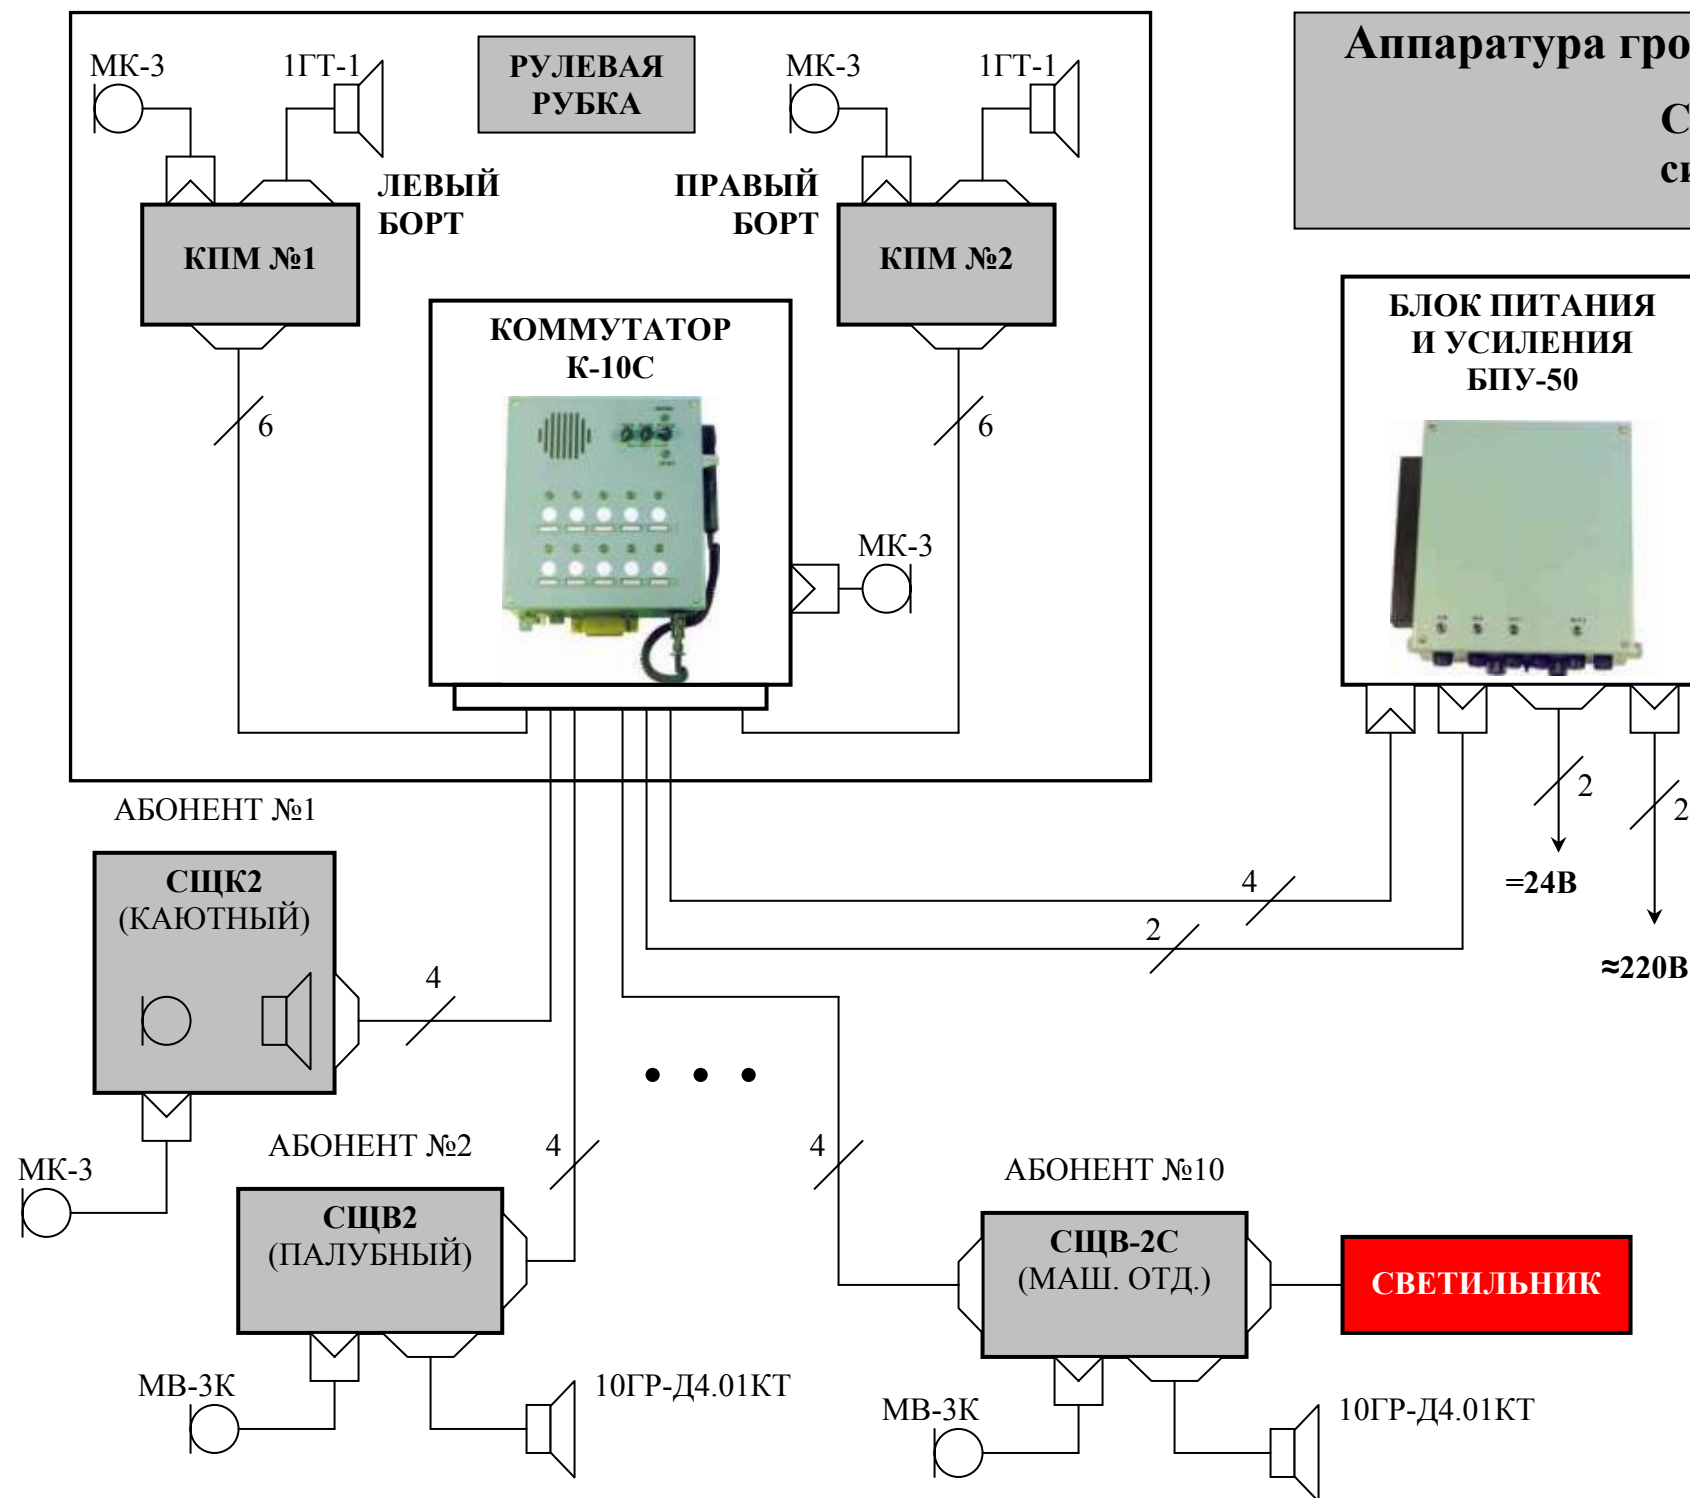 МК-3
1ГТ-1
РУЛЕВАЯ
РУБКА
МК-3
1ГТ-1
ЛЕВЫЙ
БОРТ
ПРАВЫЙ
БОРТ
КПМ №1
КПМ №2
Аппаратура
КОММУТАТОР
К-10С
6
6
МК-3
БЛОК ПИТАНИЯ
И УСИЛЕНИЯ
БПУ-50
2
2
=24В
≈220В
4
2
АБОНЕНТ №1
СЩК2
(КАЮТНЫЙ)
4
• • •
МК-3
АБОНЕНТ №2
4
4
СЩВ2
(ПАЛУБНЫЙ)
МВ-3К
10ГР-Д4.01КТ
АБОНЕНТ №10
СЩВ-2С
(МАШ. ОТД.)
СВЕТИЛЬНИК
МВ-3К
10ГР-Д4.01КТ